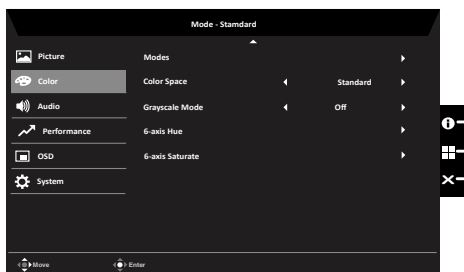 Mode - Stamdard
Picture
Modes
Color
Color Space Standard
Audio
Grayscale Mode Off
Performance
6-axis Hue
OSD
6-axis Saturate
System
Move Enter